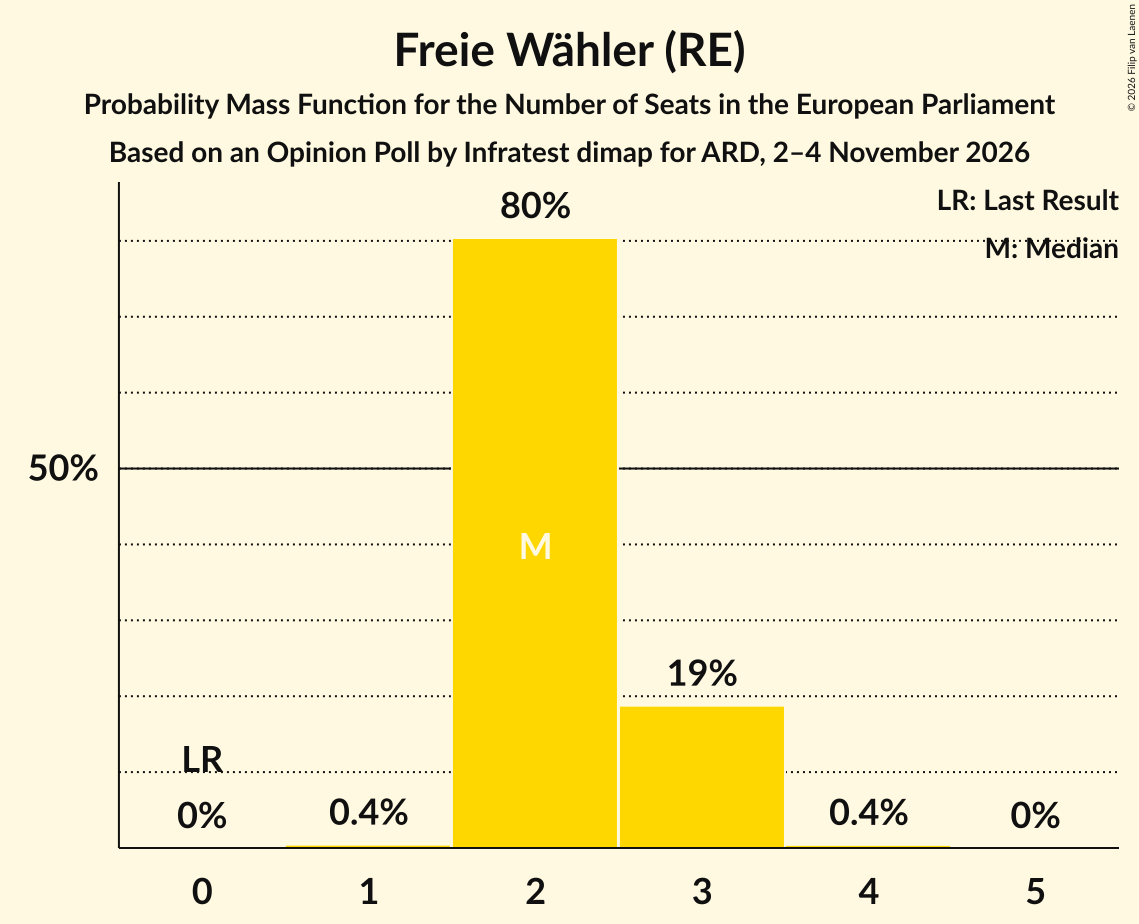 Freie Wähler (RE)
Probability Mass Function for the Number of Seats in the European Parliament
Based on an Opinion Poll by Infratest dimap for ARD, 2–4 November 2026
© 2026 Filip van Laenen
LR: Last Result
M: Median
80%
50%
M
19%
LR
0%
0.4%
0.4%
0%
0
1
2
3
4
5